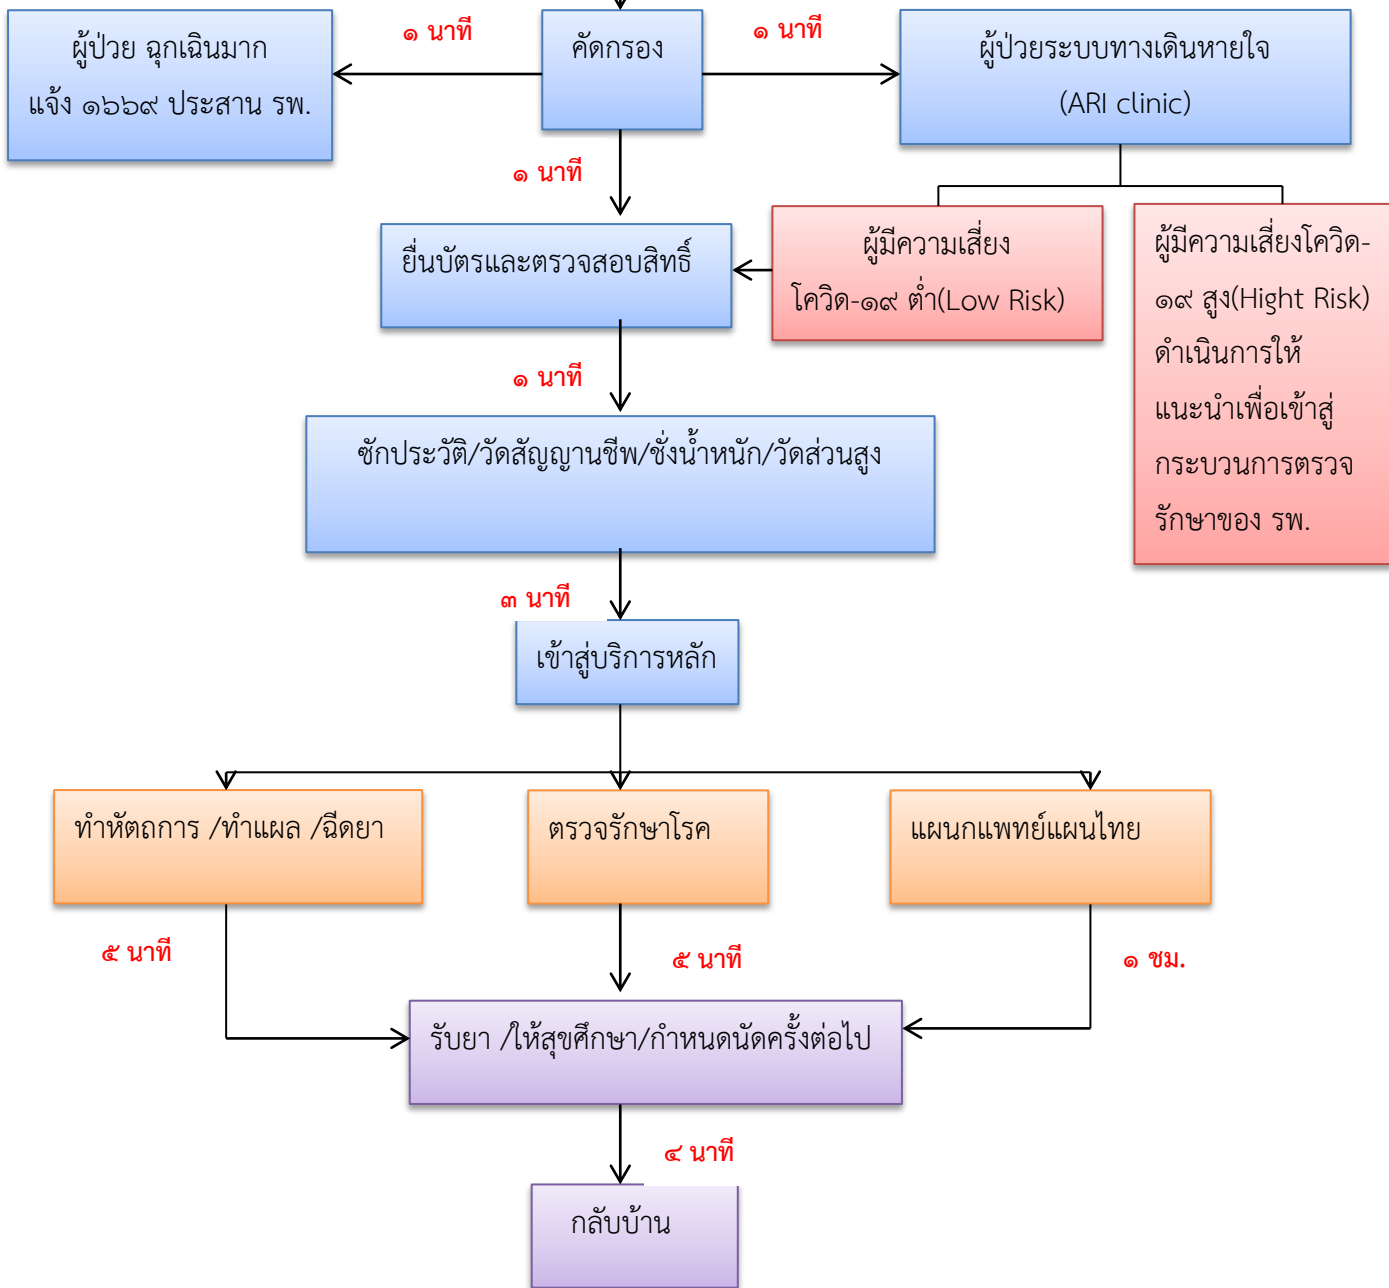 ๑ นาที
๑ นาที
ผู้ป่วย ฉุกเฉินมาก
แจ้ง ๑๖๖๙ ประสาน รพ.
คัดกรอง
ผู้ป่วยระบบทางเดินหายใจ
(ARI clinic)
๑ นาที
ยื่นบัตรและตรวจสอบสิทธิ์
ผู้มีความเสี่ยง
โควิด-๑๙ ต่ำ(Low Risk)
ผู้มีความเสี่ยงโควิด-
๑๙ สูง(Hight Risk)
ดำเนินการให้
แนะนำเพื่อเข้าสู่
กระบวนการตรวจ
รักษาของ รพ.
๑ นาที
ซักประวัติ/วัดสัญญานชีพ/ชั่งน้ำหนัก/วัดส่วนสูง
๓ นาที
เข้าสู่บริการหลัก
ทำหัตถการ /ทำแผล /ฉีดยา
ตรวจรักษาโรค
แผนกแพทย์แผนไทย
๕ นาที
๕ นาที
๑ ชม.
รับยา /ให้สุขศึกษา/กำหนดนัดครั้งต่อไป
๔ นาที
กลับบ้าน